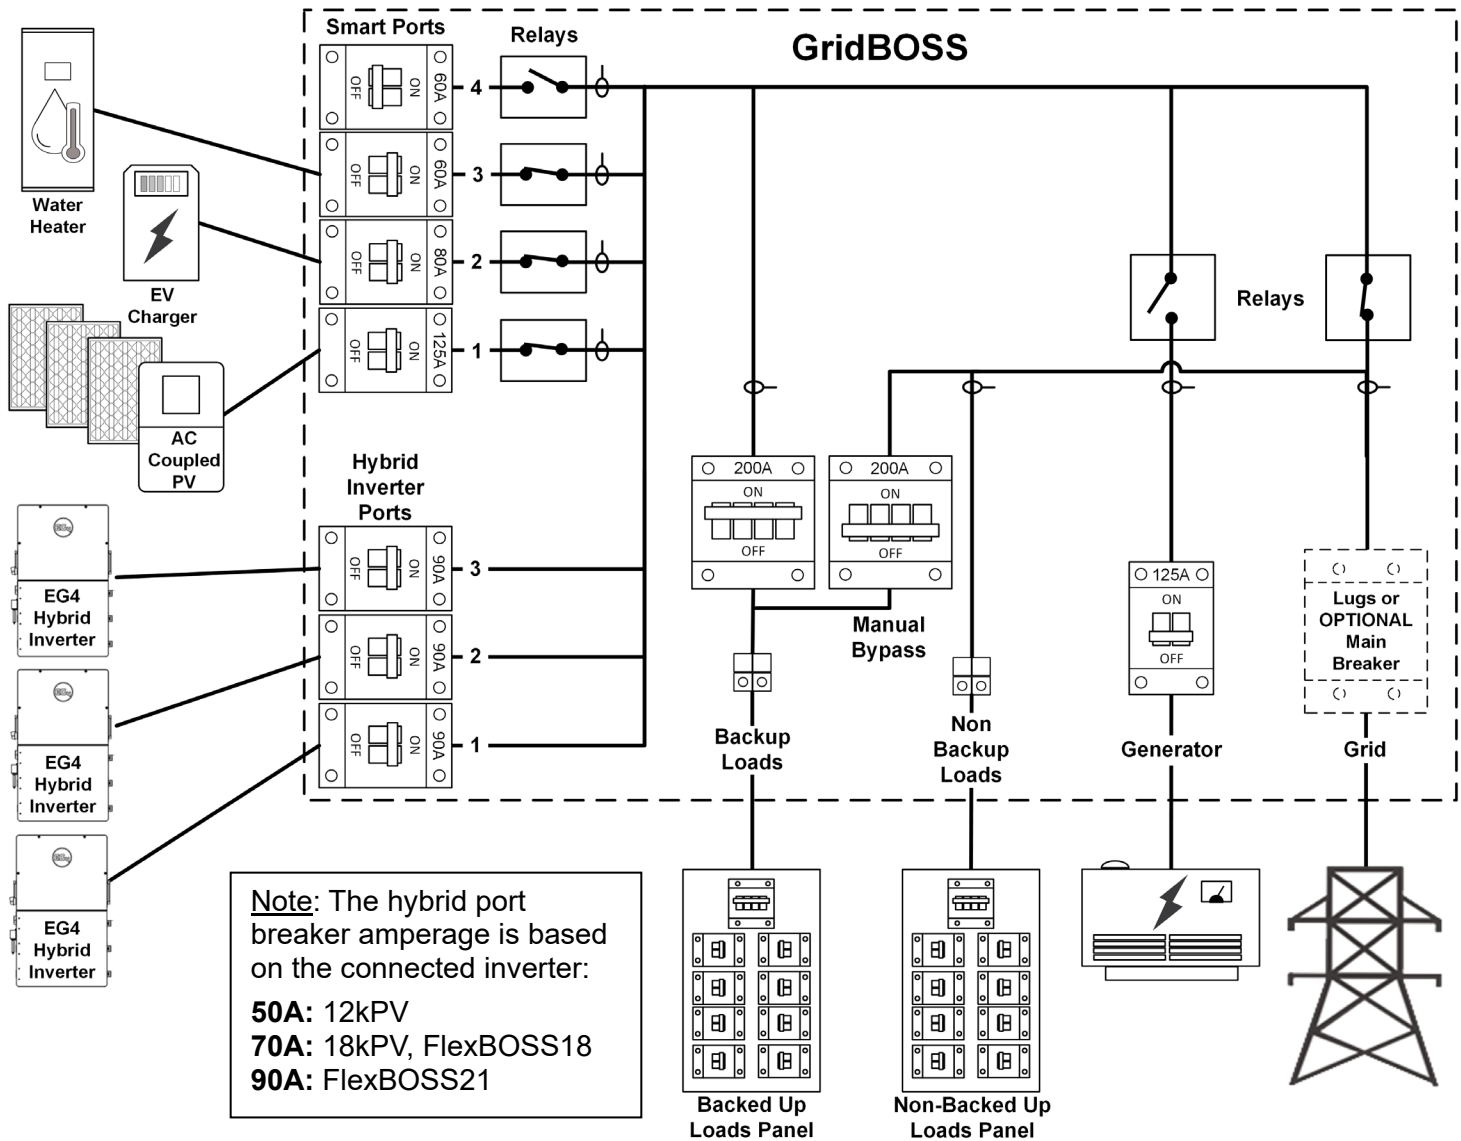 GridBOSS
Smart Ports
Relays
OFF
ON
60A
4
OFF
ON
60A
3
OFF
ON
80A
2
OFF
ON
125A
1
Water
Heater
EV
Charger
AC
Coupled
PV
Relays
Hybrid
Inverter
Ports
OFF
ON
90A
3
OFF
ON
90A
2
OFF
ON
90A
1
EG4
Hybrid
Inverter
EG4
Hybrid
Inverter
EG4
Hybrid
Inverter
200A
ON
OFF
200A
ON
OFF
Manual
Bypass
125A
ON
OFF
Lugs or
OPTIONAL
Main
Breaker
Backup
Loads
Non
Backup
Loads
Generator
Grid
Note: The hybrid port
breaker amperage is based
on the connected inverter:
50A: 12kPV
70A: 18kPV, FlexBOSS18
90A: FlexBOSS21
Backed Up
Loads Panel
Non-Backed Up
Loads Panel